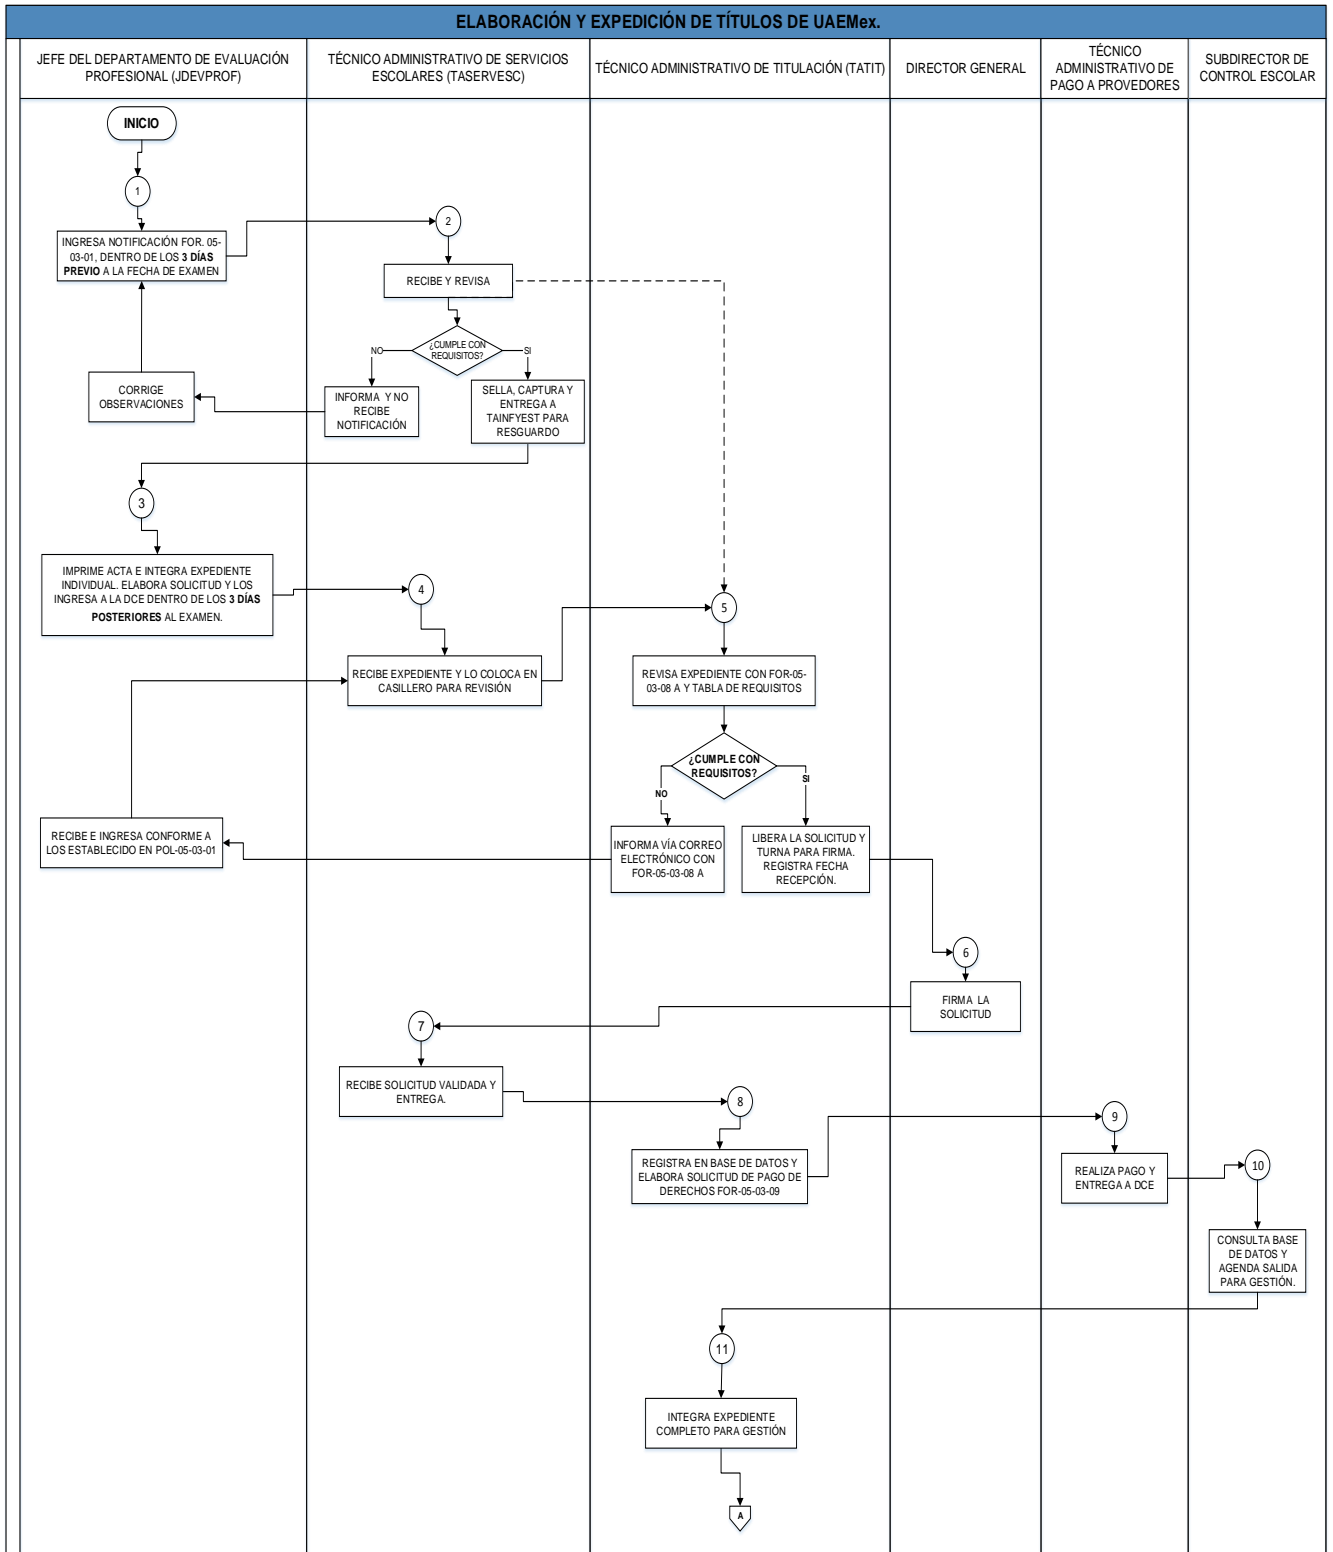 ELABORACIÓN Y EXPEDICIÓN DE TÍTULOS DE UAEMex.
JEFE DEL DEPARTAMENTO DE EVALUACIÓN
PROFESIONAL (JDEVPROF)
TÉCNICO ADMINISTRATIVO DE SERVICIOS
ESCOLARES (TASERVESC)
TÉCNICO ADMINISTRATIVO DE TITULACIÓN (TATIT)
DIRECTOR GENERAL
TÉCNICO
ADMINISTRATIVO DE
PAGO A PROVEDORES
SUBDIRECTOR DE
CONTROL ESCOLAR
INICIO
1
INGRESA NOTIFICACIÓN FOR. 05-
03-01, DENTRO DE LOS 3 DÍAS
PREVIO A LA FECHA DE EXAMEN
2
RECIBE Y REVISA
¿CUMPLE CON
REQUISITOS?
NO
SI
INFORMA Y NO
RECIBE
NOTIFICACIÓN
SELLA, CAPTURA Y
ENTREGA A
TAINFYEST PARA
RESGUARDO
CORRIGE
OBSERVACIONES
3
IMPRIME ACTA E INTEGRA EXPEDIENTE
INDIVIDUAL. ELABORA SOLICITUD Y LOS
INGRESA A LA DCE DENTRO DE LOS 3 DÍAS
POSTERIORES AL EXAMEN.
4
RECIBE EXPEDIENTE Y LO COLOCA EN
CASILLERO PARA REVISIÓN
5
REVISA EXPEDIENTE CON FOR-05-
03-08 A Y TABLA DE REQUISITOS
¿CUMPLE CON
REQUISITOS?
NO
SI
INFORMA VÍA CORREO
ELECTRÓNICO CON
FOR-05-03-08 A
LIBERA LA SOLICITUD Y
TURNA PARA FIRMA.
REGISTRA FECHA
RECEPCIÓN.
RECIBE E INGRESA CONFORME A
LOS ESTABLECIDO EN POL-05-03-01
6
FIRMA LA
SOLICITUD
7
RECIBE SOLICITUD VALIDADA Y
ENTREGA.
8
REGISTRA EN BASE DE DATOS Y
ELABORA SOLICITUD DE PAGO DE
DERECHOS FOR-05-03-09
9
REALIZA PAGO Y
ENTREGA A DCE
10
CONSULTA BASE
DE DATOS Y
AGENDA SALIDA
PARA GESTIÓN.
11
INTEGRA EXPEDIENTE
COMPLETO PARA GESTIÓN
A